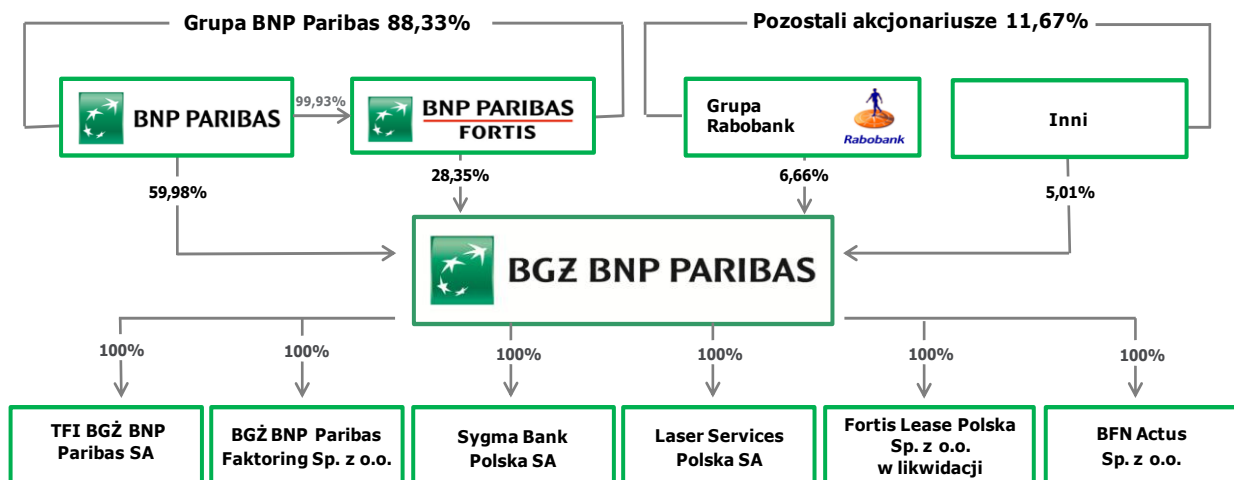 Grupa BNP Paribas 88,33%
Pozostali akcjonariusze 11,67%
BNP PARIBAS
99,93%
BNP PARIBAS
FORTIS
Grupa
Rabobank
Rabobank
Inni
59,98%
28,35%
6,66%
5,01%
BGŻ BNP PARIBAS
100%
100%
100%
100%
100%
100%
TFI BGŻ BNP
Paribas SA
BGŻ BNP Paribas
Faktoring Sp. z o.o.
Sygma Bank
Polska SA
Laser Services
Polska SA
Fortis Lease Polska
Sp. z o.o.
w likwidacji
BFN Actus
Sp. z o.o.